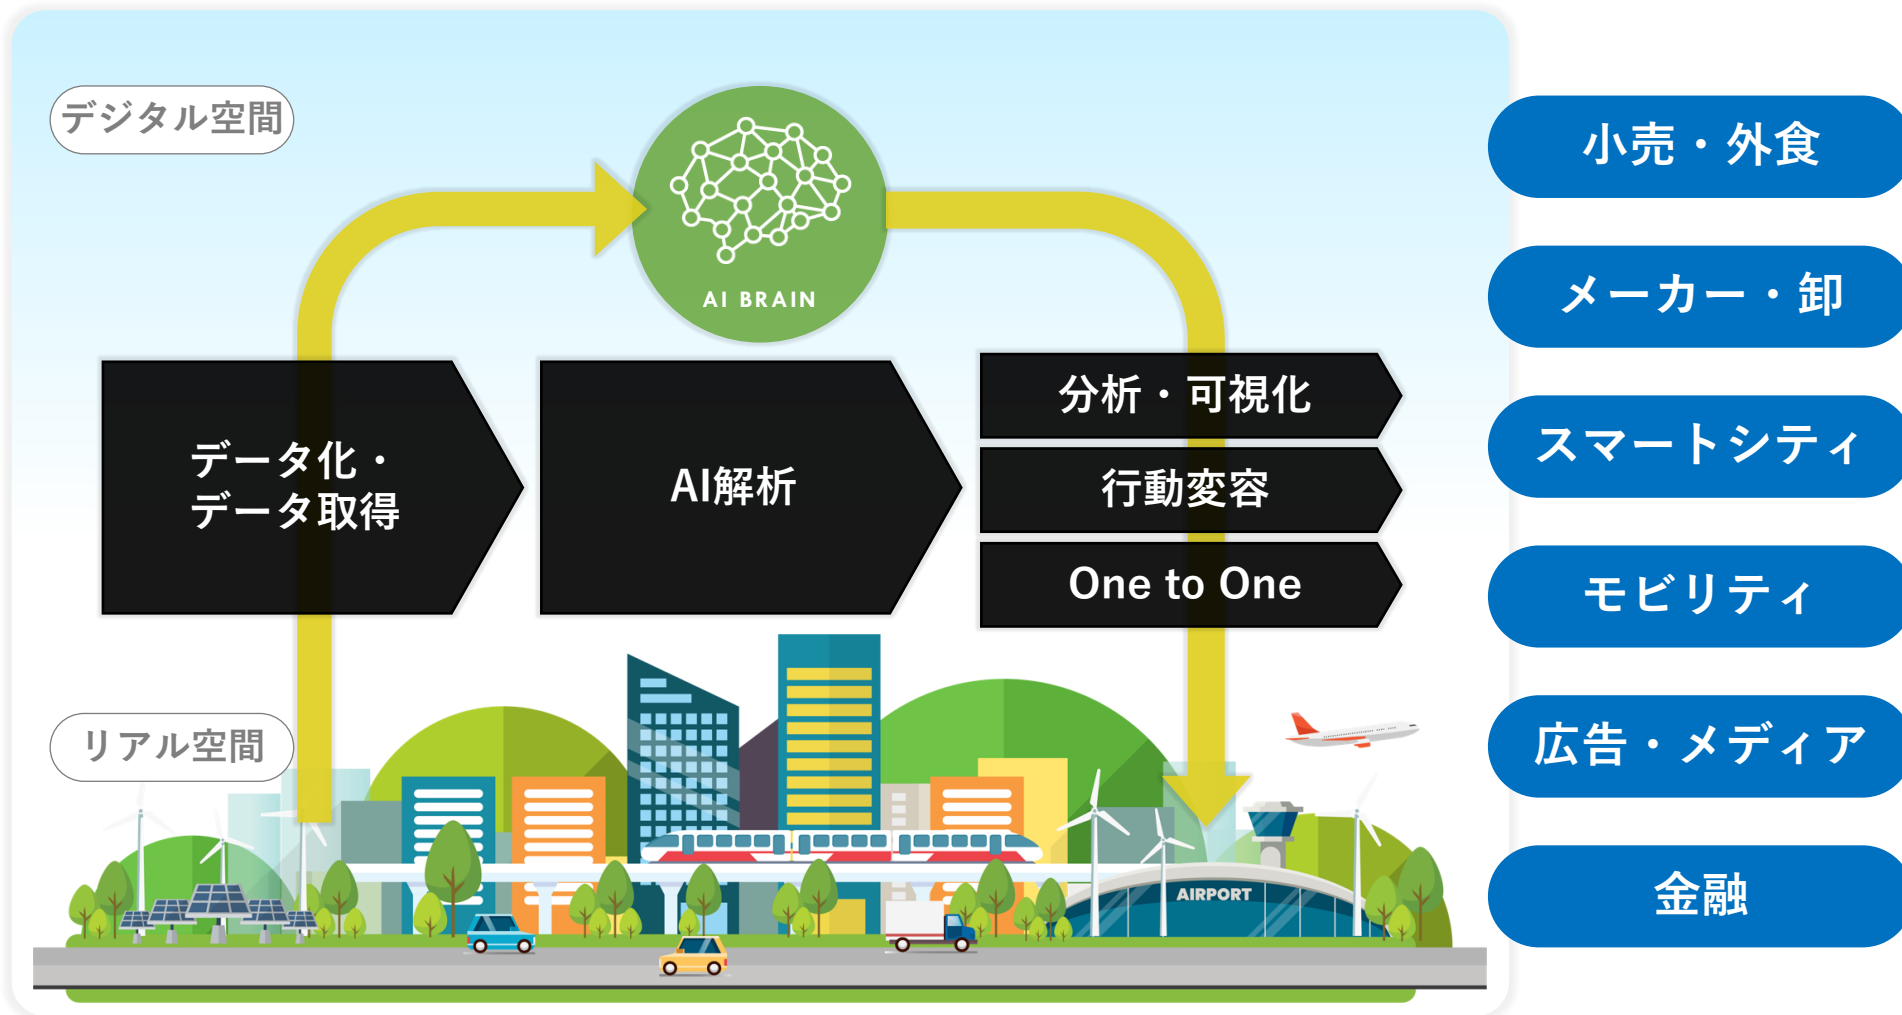 デジタル空間
AI BRAIN
データ化・
データ取得
AI解析
分析・可視化
行動変容
One to One
リアル空間
AIRPORT
小売・外食
メーカー・卸
スマートシティ
モビリティ
広告・メディア
金融